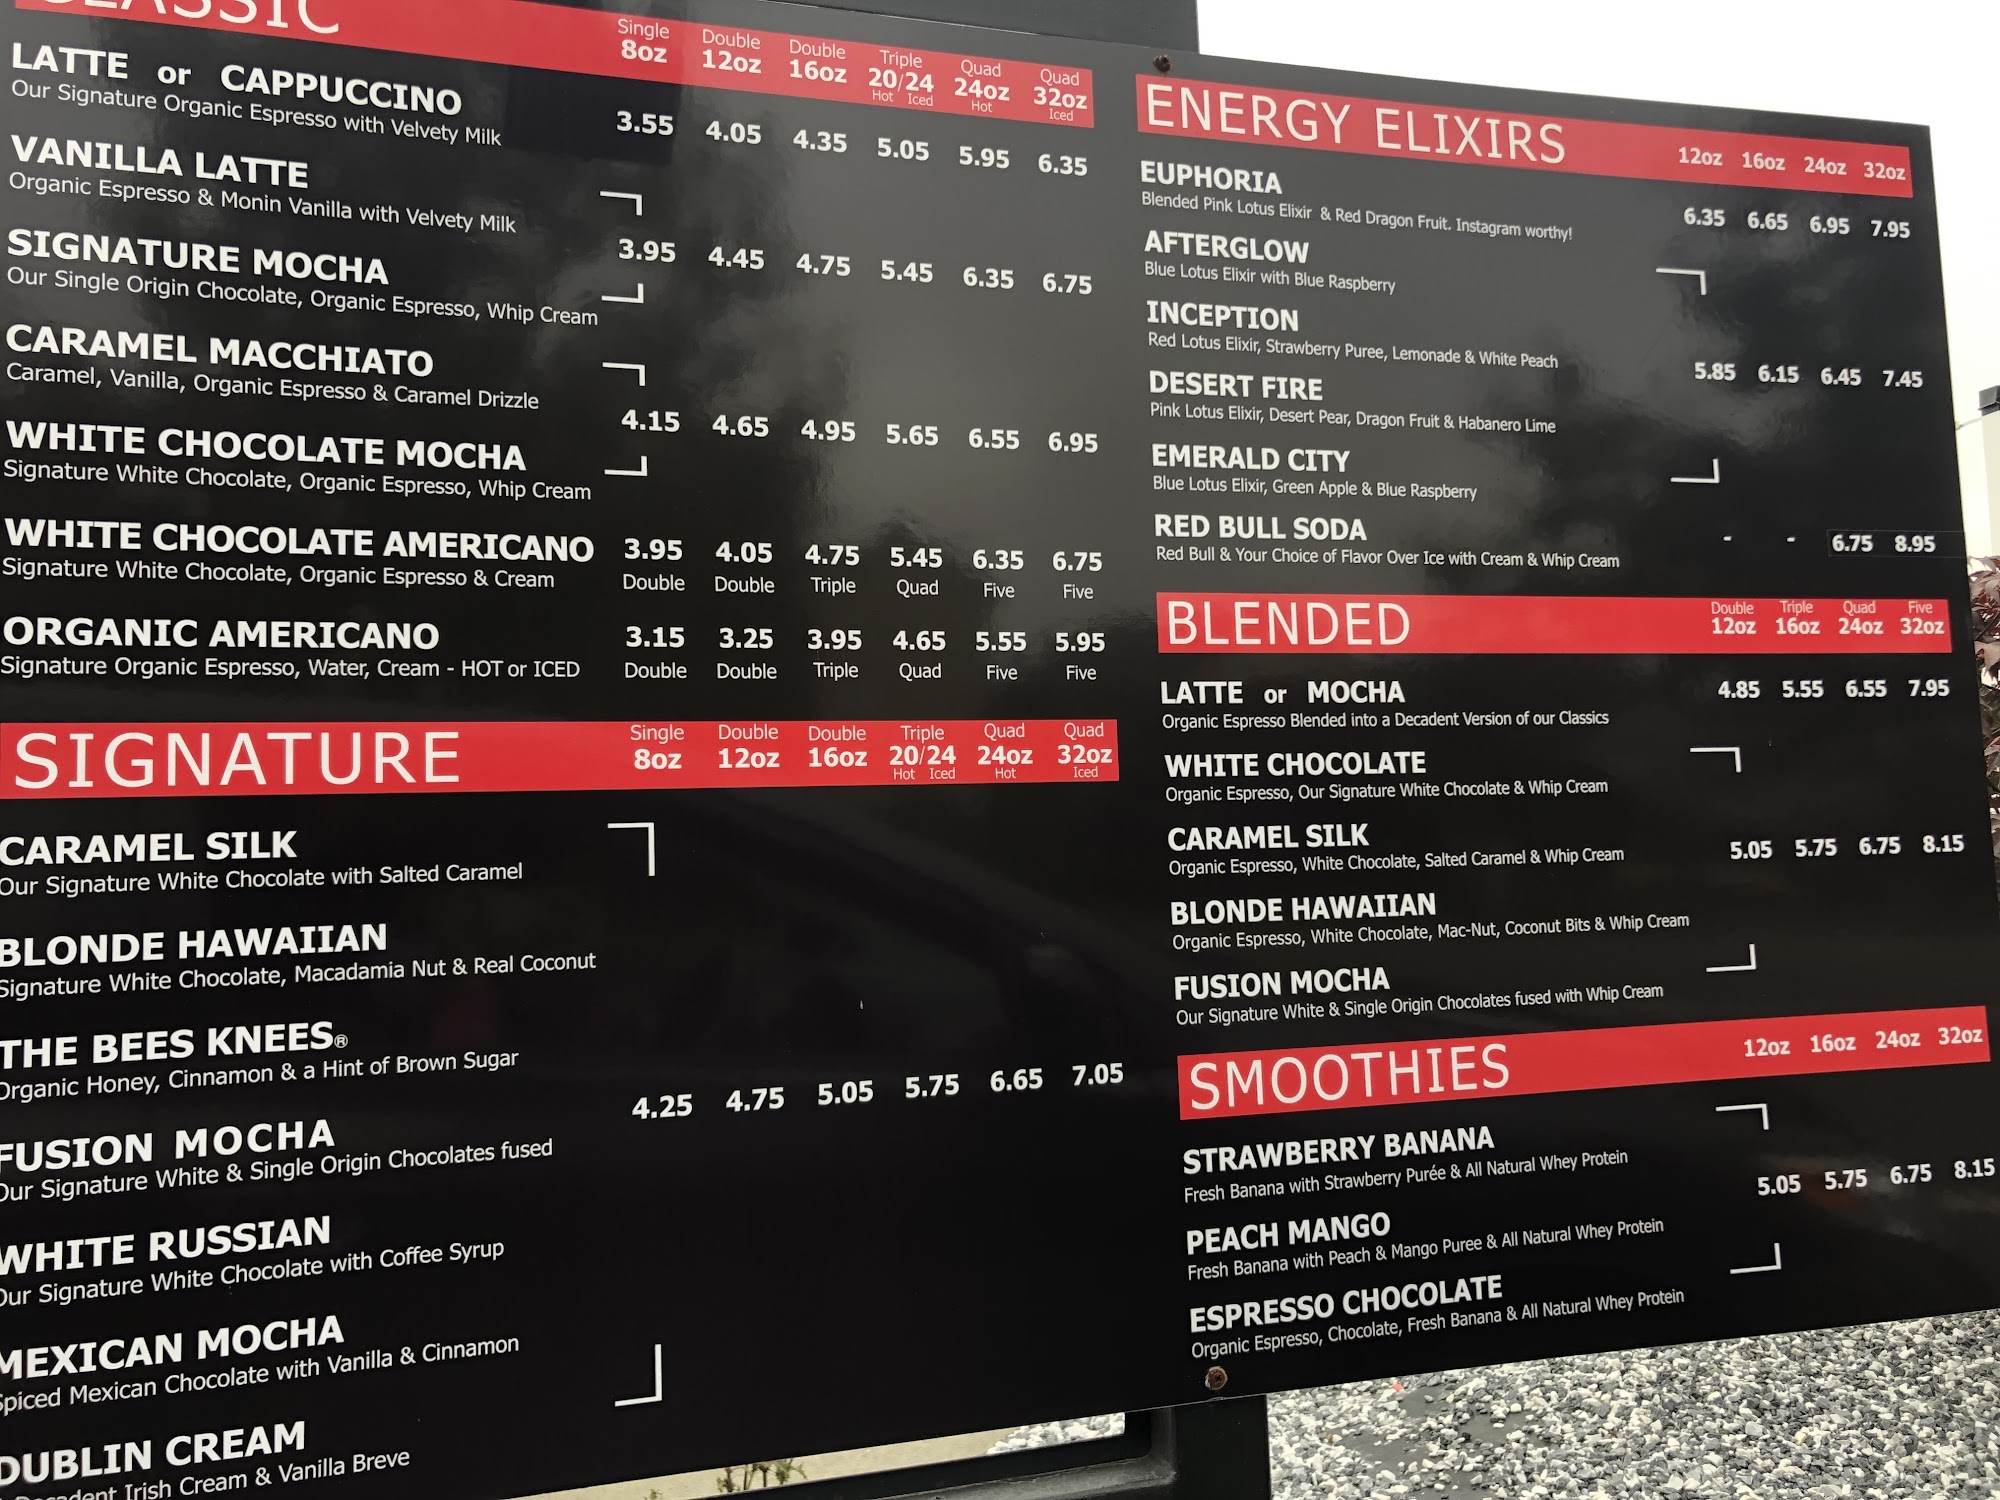 CLASSIC
Single Double Double Triple Quad Quad
8oz 12oz 16oz 20/24 24oz 32oz
Hot Iced Hot Iced
LATTE or CAPPUCCINO
Our Signature Organic Espresso with Velvety Milk
3.55 4.05 4.35 5.05 5.95 6.35
VANILLA LATTE
Organic Espresso & Monin Vanilla with Velvety Milk
SIGNATURE MOCHA
Our Single Origin Chocolate, Organic Espresso, Whip Cream
3.95 4.45 4.75 5.45 6.35 6.75
CARAMEL MACCHIATO
Caramel, Vanilla, Organic Espresso & Caramel Drizzle
WHITE CHOCOLATE MOCHA
Signature White Chocolate, Organic Espresso, Whip Cream
4.15 4.65 4.95 5.65 6.55 6.95
WHITE CHOCOLATE AMERICANO 3.95 4.05 4.75 5.45 6.35 6.75
Signature White Chocolate, Organic Espresso & Cream Double Double Triple Quad Five Five
ORGANIC AMERICANO 3.15 3.25 3.95 4.65 5.55 5.95
Signature Organic Espresso, Water, Cream - HOT or ICED Double Double Triple Quad Five Five
SIGNATURE
Single Double Double Triple Quad Quad
8oz 12oz 16oz 20/24 24oz 32oz
Hot Iced Hot Iced
CARAMEL SILK
Our Signature White Chocolate with Salted Caramel
BLONDE HAWAIIAN
Signature White Chocolate, Macadamia Nut & Real Coconut
THE BEES KNEES®
Organic Honey, Cinnamon & a Hint of Brown Sugar
4.25 4.75 5.05 5.75 6.65 7.05
FUSION MOCHA
Our Signature White & Single Origin Chocolates fused
WHITE RUSSIAN
Our Signature White Chocolate with Coffee Syrup
MEXICAN MOCHA
Spiced Mexican Chocolate with Vanilla & Cinnamon
DUBLIN CREAM
Decadent Irish Cream & Vanilla Breve
ENERGY ELIXIRS 12oz 16oz 24oz 32oz
EUPHORIA
Blended Pink Lotus Elixir & Red Dragon Fruit. Instagram worthy!
6.35 6.65 6.95 7.95
AFTERGLOW
Blue Lotus Elixir with Blue Raspberry
INCEPTION
Red Lotus Elixir, Strawberry Puree, Lemonade & White Peach
5.85 6.15 6.45 7.45
DESERT FIRE
Pink Lotus Elixir, Desert Pear, Dragon Fruit & Habanero Lime
EMERALD CITY
Blue Lotus Elixir, Green Apple & Blue Raspberry
RED BULL SODA - - 6.75 8.95
Red Bull & Your Choice of Flavor Over Ice with Cream & Whip Cream
BLENDED
Double Triple Quad Five
12oz 16oz 24oz 32oz
LATTE or MOCHA 4.85 5.55 6.55 7.95
Organic Espresso Blended into a Decadent Version of our Classics
WHITE CHOCOLATE
Organic Espresso, Our Signature White Chocolate & Whip Cream
CARAMEL SILK
Organic Espresso, White Chocolate, Salted Caramel & Whip Cream
5.05 5.75 6.75 8.15
BLONDE HAWAIIAN
Organic Espresso, White Chocolate, Mac-Nut, Coconut Bits & Whip Cream
FUSION MOCHA
Our Signature White & Single Origin Chocolates fused with Whip Cream
SMOOTHIES 12oz 16oz 24oz 32oz
STRAWBERRY BANANA
Fresh Banana with Strawberry Purée & All Natural Whey Protein
5.05 5.75 6.75 8.15
PEACH MANGO
Fresh Banana with Peach & Mango Puree & All Natural Whey Protein
ESPRESSO CHOCOLATE
Organic Espresso, Chocolate, Fresh Banana & All Natural Whey Protein